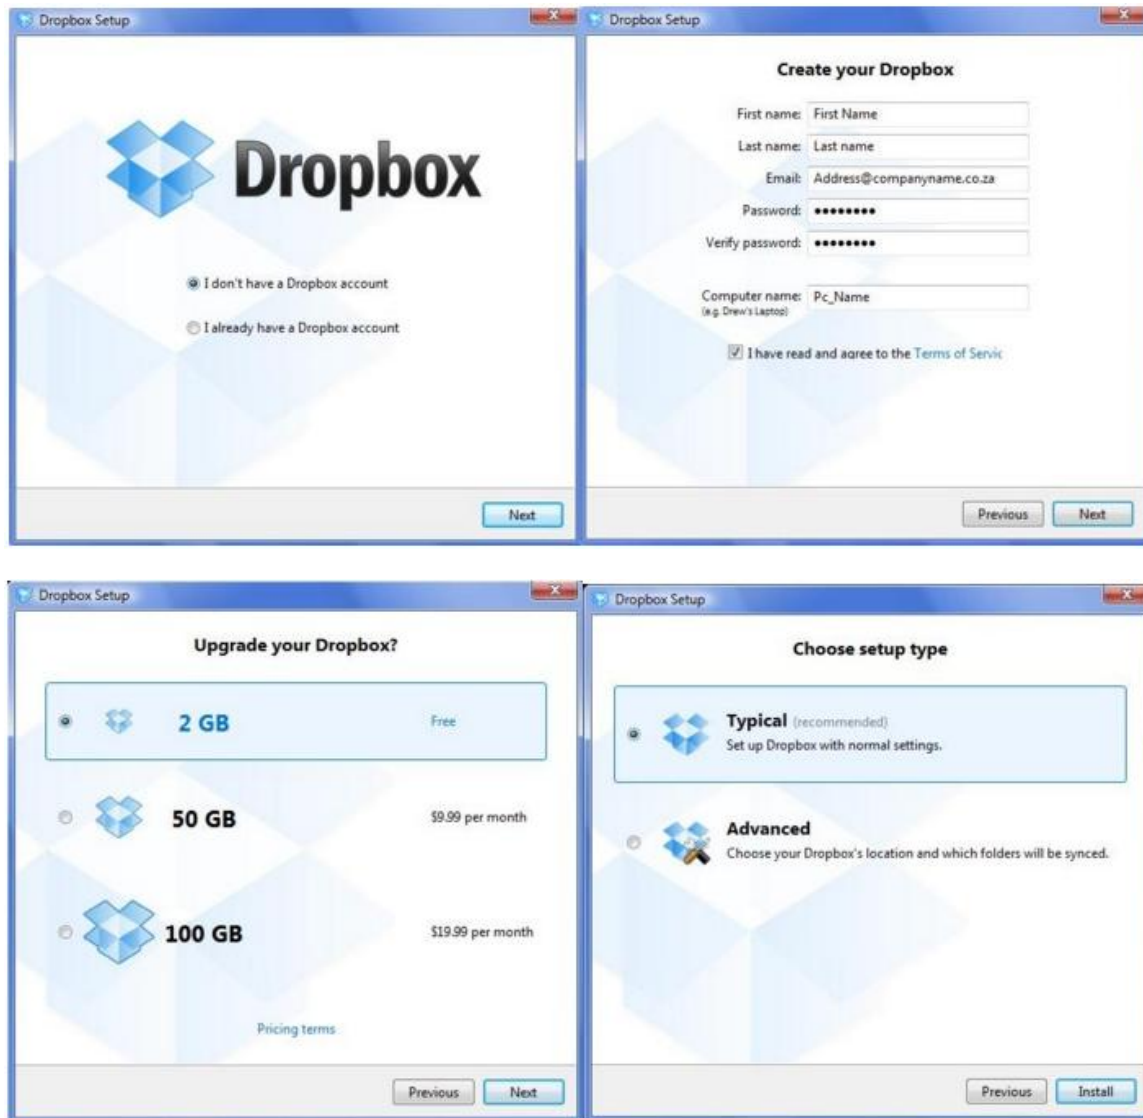 Dropbox Setup
Dropbox
I don't have a Dropbox account
I already have a Dropbox account
Next
Dropbox Setup
Create your Dropbox
First name: First Name
Last name: Last name
Email: Address@companyname.co.za
Password: ••••••••
Verify password: ••••••••
Computer name: Pc_Name
(e.g. Drew's Laptop)
I have read and agree to the Terms of Servic
Previous Next
Dropbox Setup
Upgrade your Dropbox?
2 GB Free
50 GB $9.99 per month
100 GB $19.99 per month
Pricing terms
Previous Next
Dropbox Setup
Choose setup type
Typical (recommended)
Set up Dropbox with normal settings.
Advanced
Choose your Dropbox's location and which folders will be synced.
Previous Install